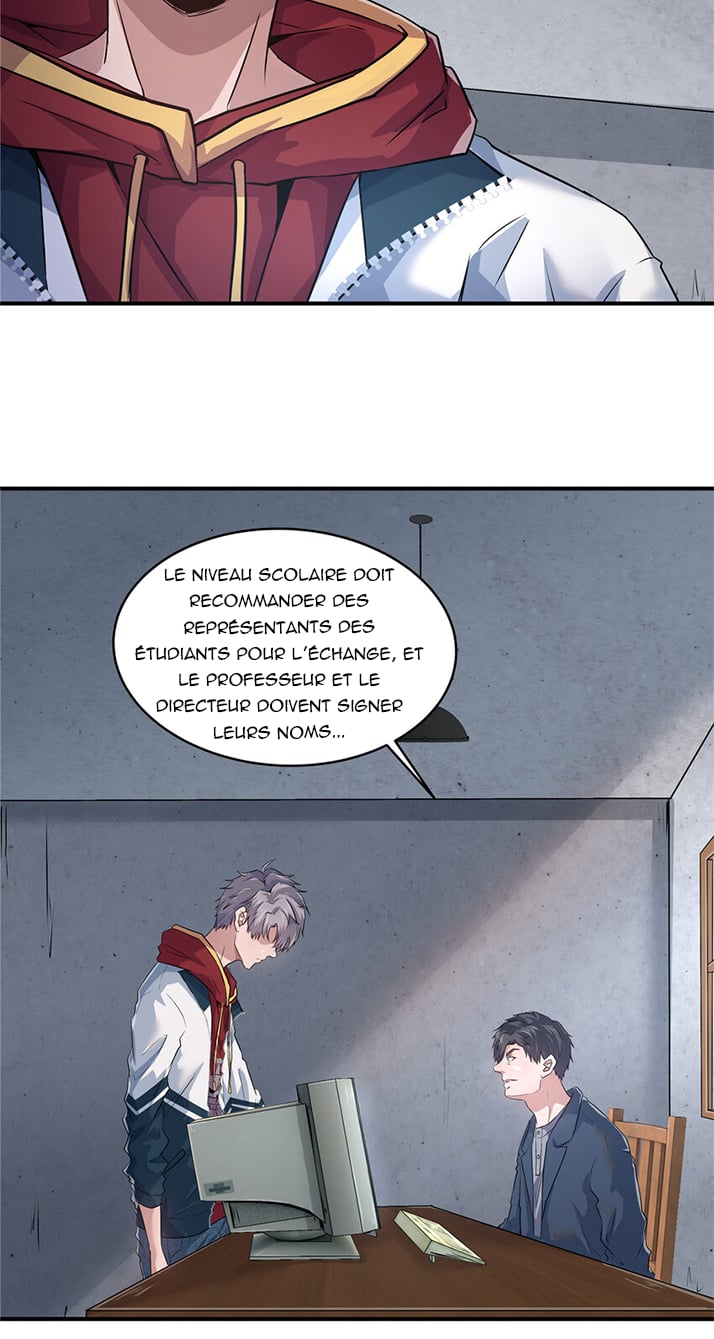 LE NIVEAU SCOLAIRE DOIT
RECOMMANDER DES
REPRÉSENTANTS DES
ÉTUDIANTS POUR L'ÉCHANGE, ET
LE PROFESSEUR ET LE
DIRECTEUR DOIVENT SIGNER
LEURS NOMS...